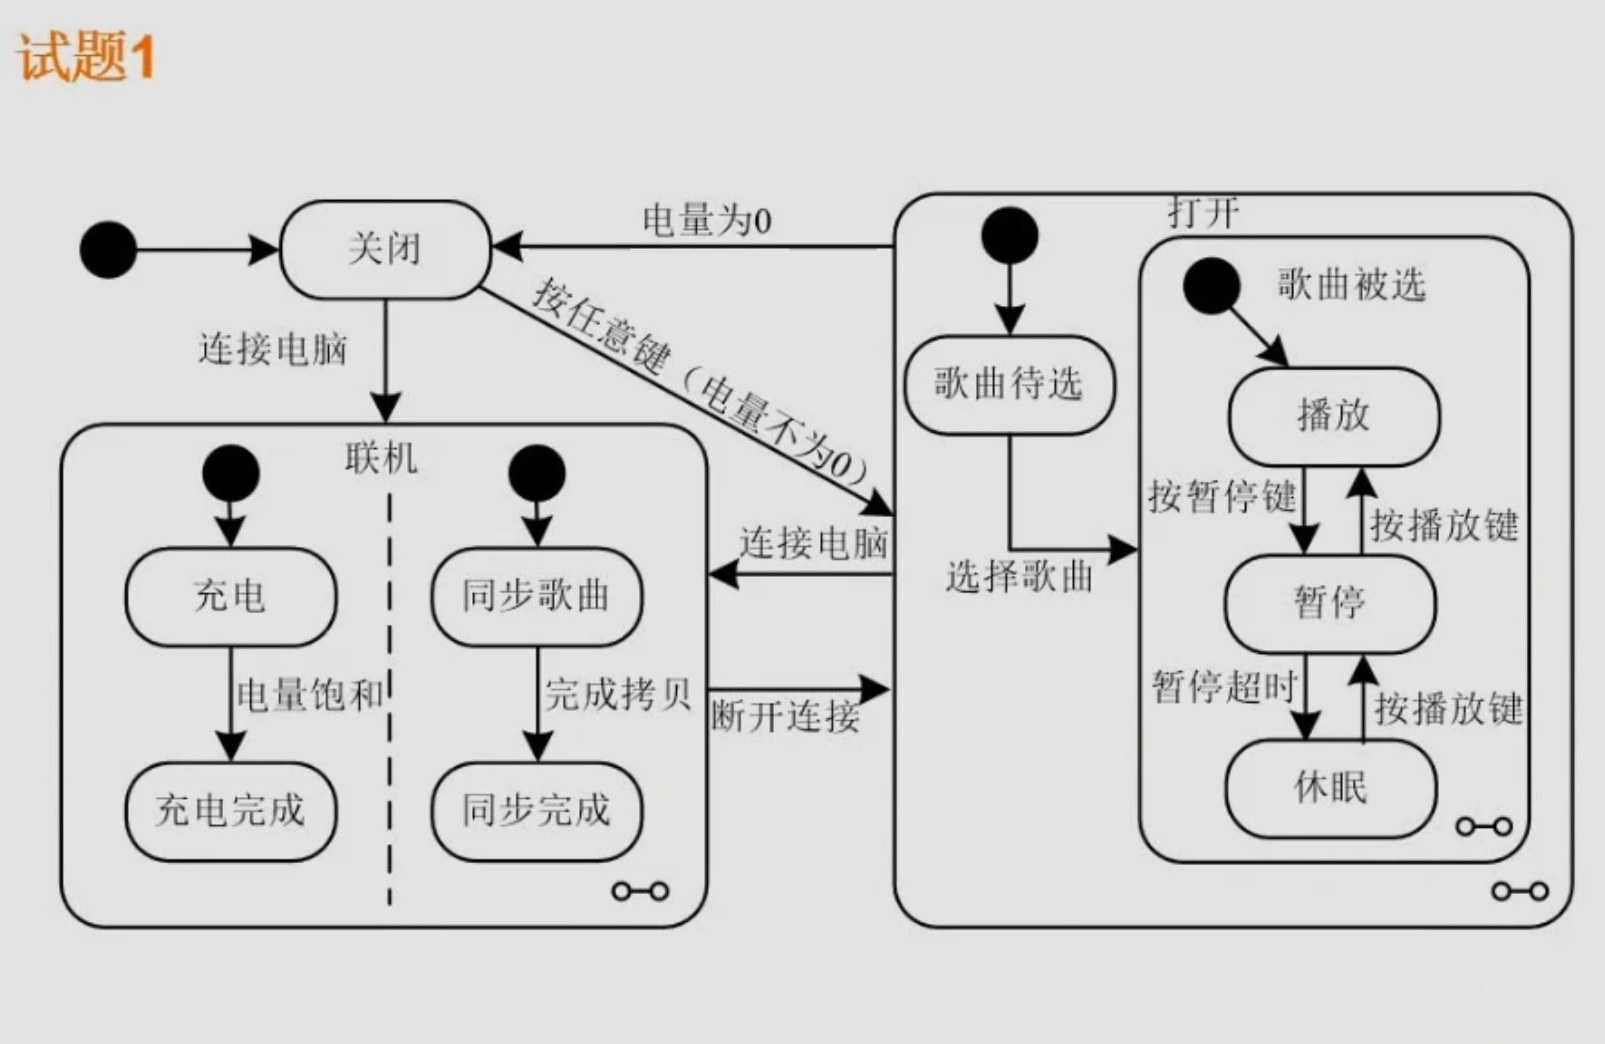 试题1
电量为0
关闭
打开
歌曲被选
按任意键（电量不为0）
连接电脑
歌曲待选
播放
联机
按暂停键
按播放键
连接电脑
选择歌曲
充电
同步歌曲
暂停
电量饱和
完成拷贝
断开连接
暂停超时
按播放键
充电完成
同步完成
休眠